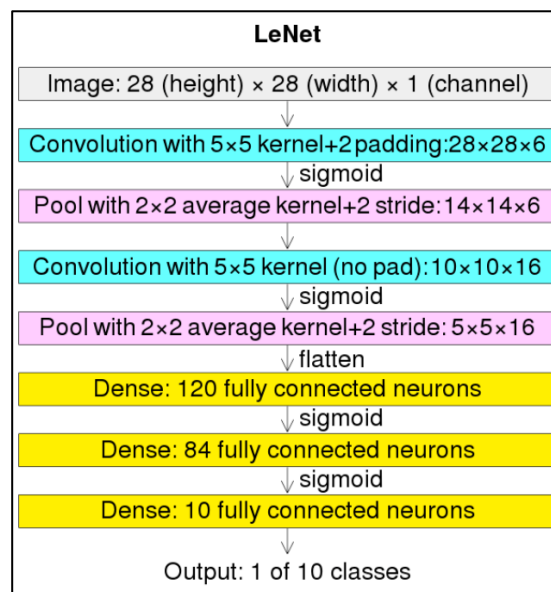 LeNet
Image: 28 (height) × 28 (width) × 1 (channel)
Convolution with 5×5 kernel+2 padding:28×28×6
sigmoid
Pool with 2×2 average kernel+2 stride:14×14×6
Convolution with 5×5 kernel (no pad):10×10×16
sigmoid
Pool with 2×2 average kernel+2 stride: 5×5×16
flatten
Dense: 120 fully connected neurons
sigmoid
Dense: 84 fully connected neurons
sigmoid
Dense: 10 fully connected neurons
Output: 1 of 10 classes